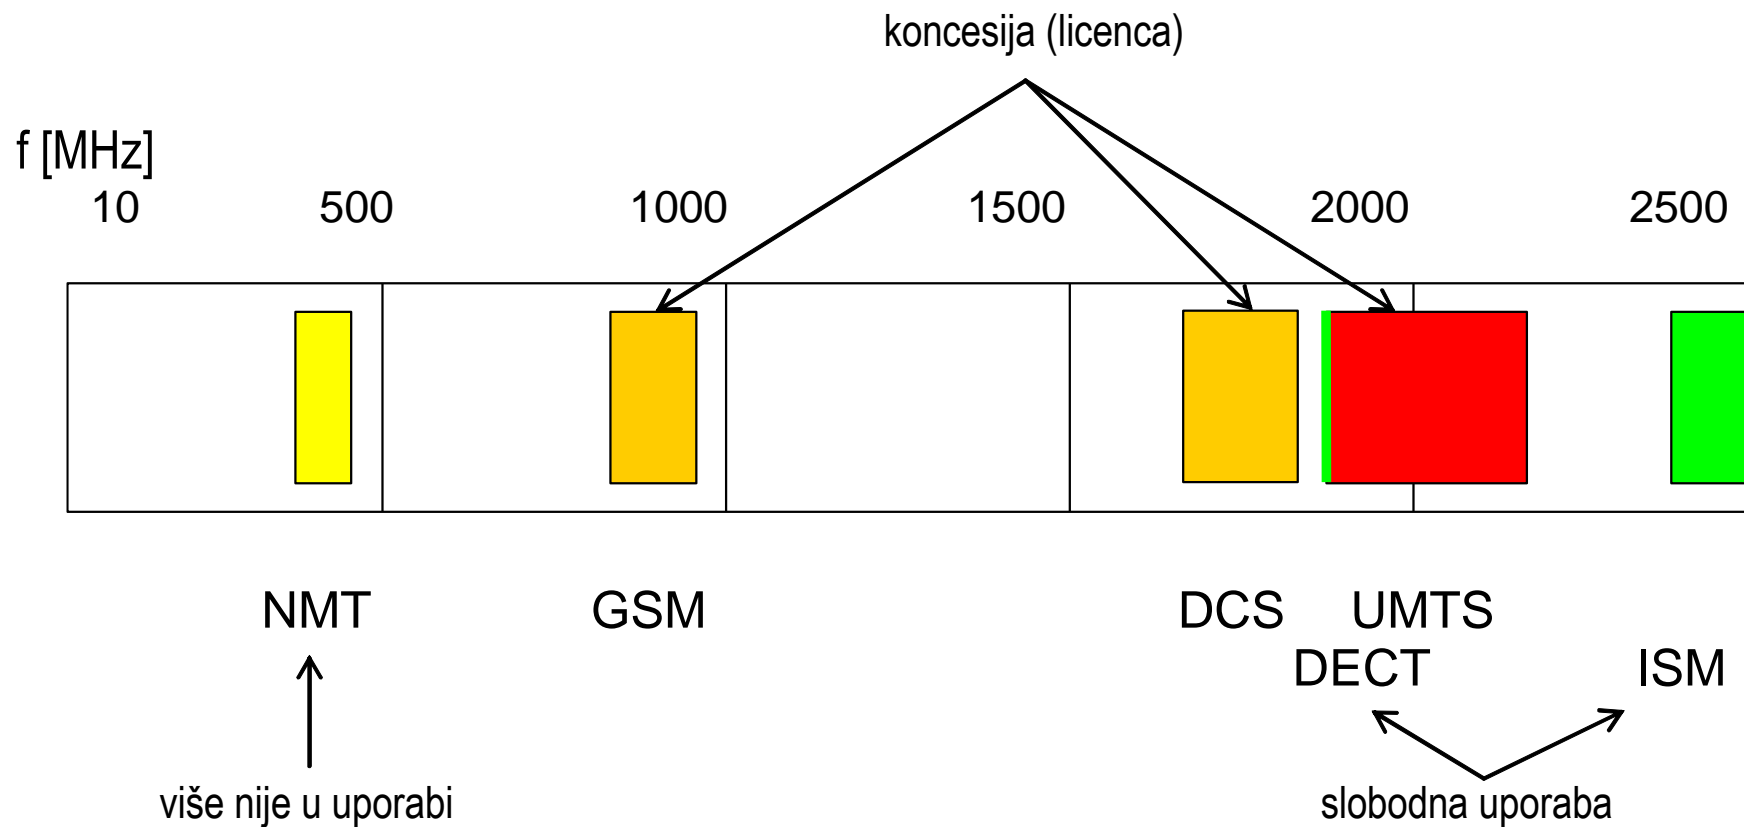 koncesija (licenca)
f [MHz]
10 500 1000 1500 2000 2500
NMT GSM DCS UMTS
DECT ISM
više nije u uporabi slobodna uporaba